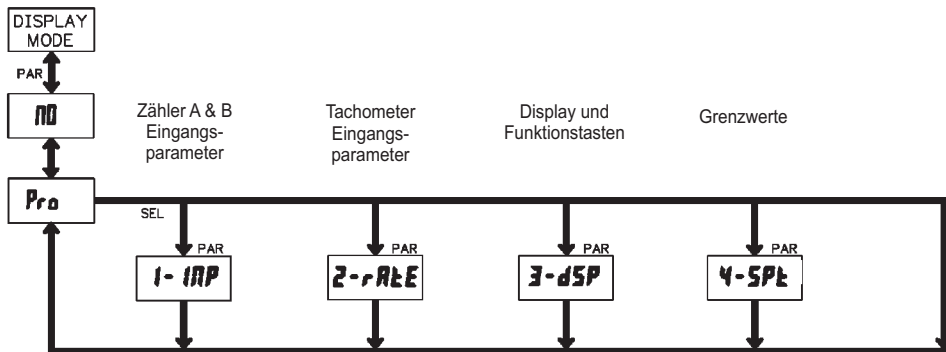 DISPLAY
MODE
PAR
NO
Zähler A & B
Eingangs-
parameter
Tachometer
Eingangs-
parameter
Display und
Funktionstasten
Grenzwerte
Pro
SEL
PAR
PAR
PAR
PAR
1-INP
2-rAtE
3-dSP
4-SPt